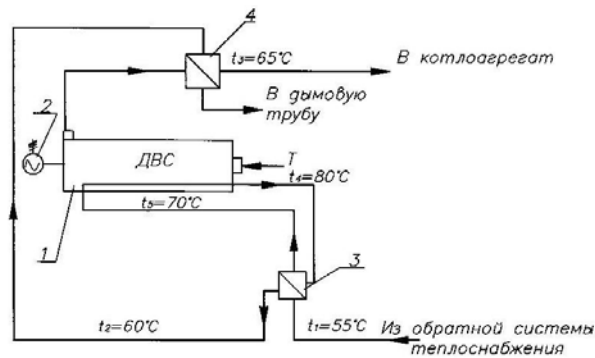 4
t₃=65°C
В котлоагрегат
В дымовую
трубу
2
ДВС
T
t₄=80°C
t₅=70°C
1
3
t₂=60°C
t₁=55°C
Из обратной системы
теплоснабжения